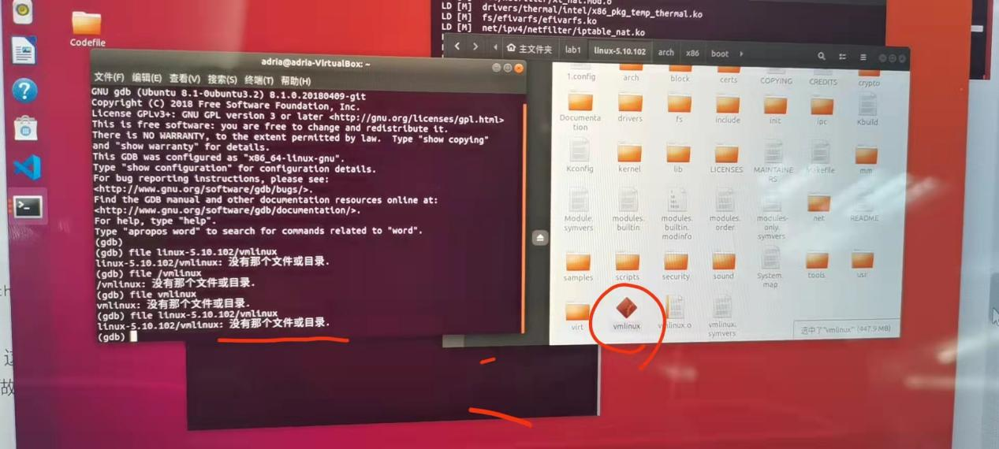 LD [M] drivers/thermal/intel/x86_pkg_temp_thermal.ko
LD [M] fs/efivarfs/efivarfs.ko
LD [M] net/ipv4/netfilter/iptable_nat.ko
Codefile
adria@adria-VirtualBox: ~
文件(F) 编辑(E) 查看(V) 搜索(S) 终端(T) 帮助(H)
GNU gdb (Ubuntu 8.1-0ubuntu3.2) 8.1.0.20180409-git
Copyright (C) 2018 Free Software Foundation, Inc.
License GPLv3+: GNU GPL version 3 or later <http://gnu.org/licenses/gpl.html>
This is free software: you are free to change and redistribute it.
There is NO WARRANTY, to the extent permitted by law.  Type "show copying"
and "show warranty" for details.
This GDB was configured as "x86_64-linux-gnu".
Type "show configuration" for configuration details.
For bug reporting instructions, please see:
<http://www.gnu.org/software/gdb/bugs/>.
Find the GDB manual and other documentation resources online at:
<http://www.gnu.org/software/gdb/documentation/>.
For help, type "help".
Type "apropos word" to search for commands related to "word".
(gdb)
(gdb) file linux-5.10.102/vmlinux
linux-5.10.102/vmlinux: 没有那个文件或目录.
(gdb) file /vmlinux
/vmlinux: 没有那个文件或目录.
(gdb) file vmlinux
vmlinux: 没有那个文件或目录.
(gdb) file linux-5.10.102/vmlinux
linux-5.10.102/vmlinux: 没有那个文件或目录.
(gdb)
主文件夹 lab1 linux-5.10.102 arch x86 boot
1.config arch block certs COPYING CREDITS crypto
Documenta
tion drivers fs include init ipc Kbuild
Kconfig kernel lib LICENSES MAINTAINE
RS Makefile mm
Module.
symvers modules.
builtin modules.
builtin.
modinfo modules.
order. modules-
only.
symvers net README
samples scripts security sound System.
map tools usr
virt vmlinux vmlinux.o vmlinux.
symvers
选中了"vmlinux" (447.9 MB)